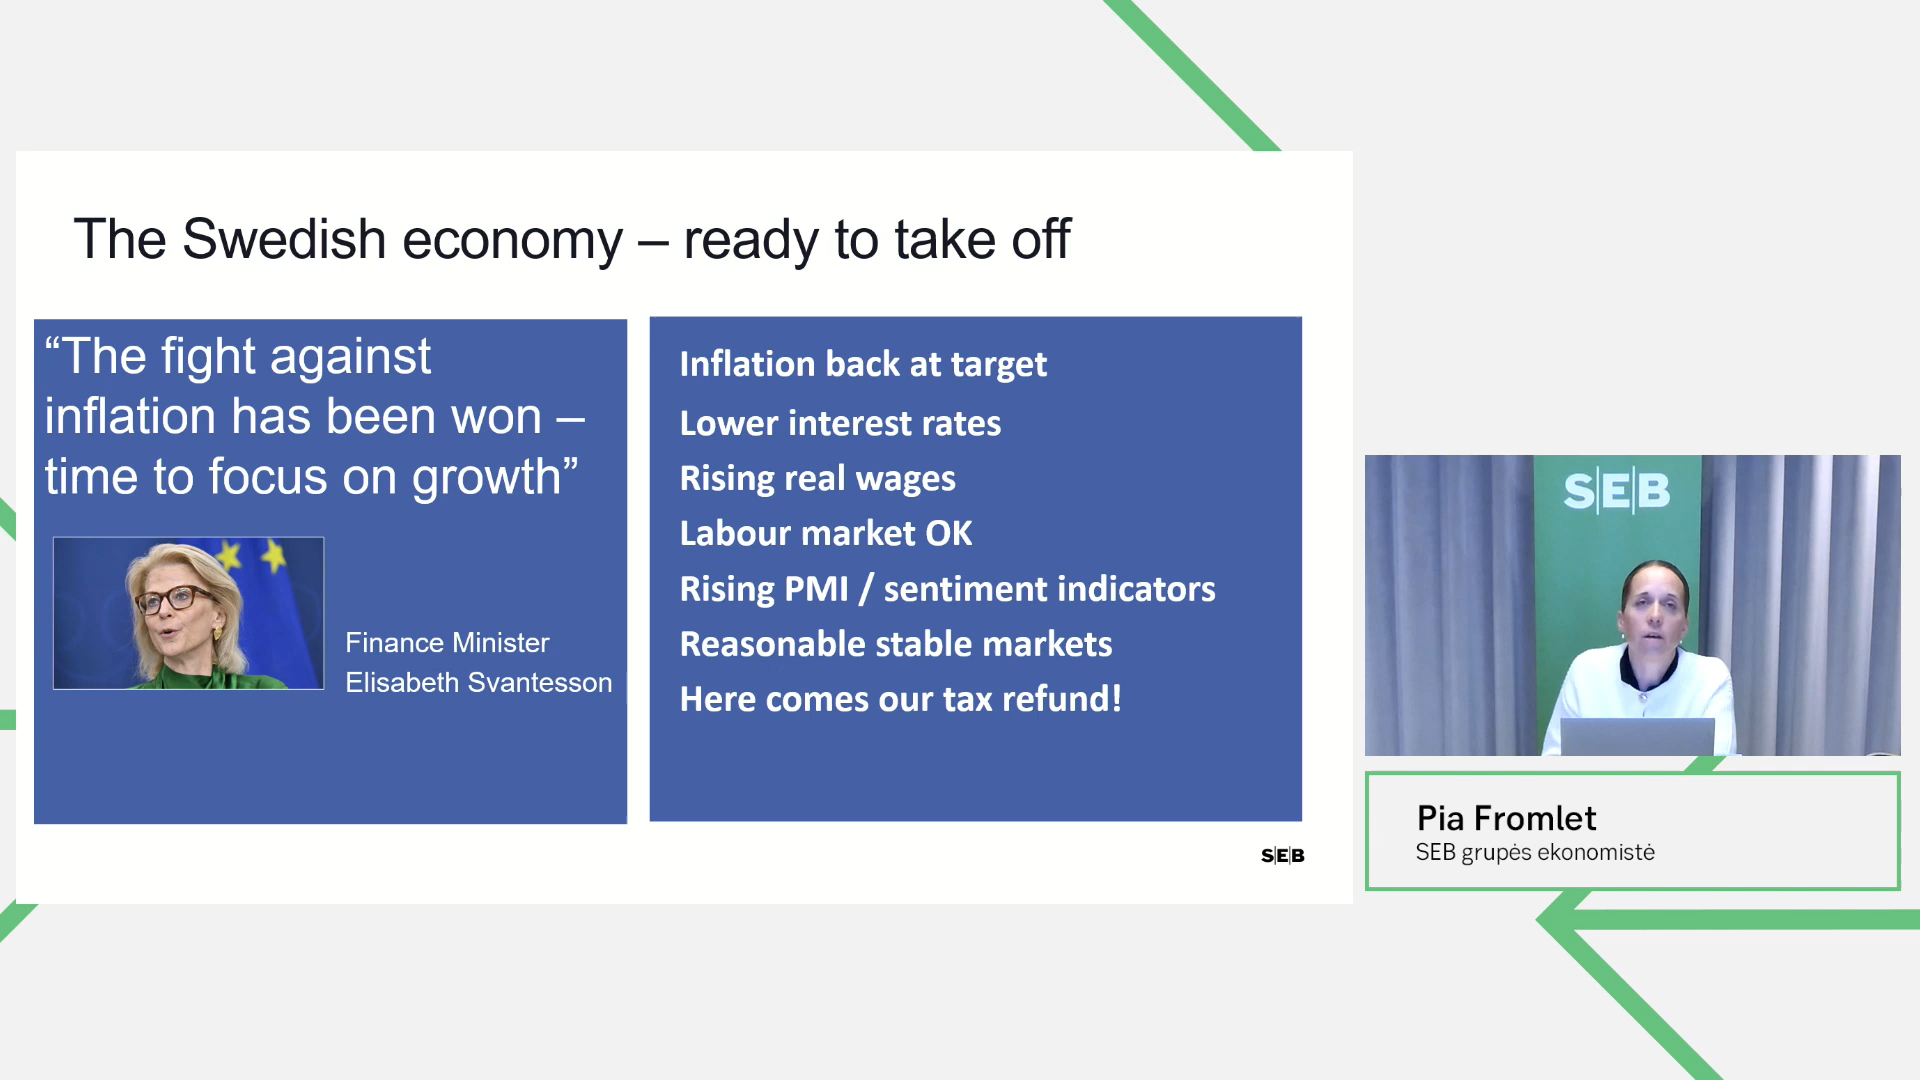 The Swedish economy – ready to take off
“The fight against
inflation has been won –
time to focus on growth”
Finance Minister
Elisabeth Svantesson
Inflation back at target
Lower interest rates
Rising real wages
Labour market OK
Rising PMI / sentiment indicators
Reasonable stable markets
Here comes our tax refund!
SEB
SEB
Pia Fromlet
SEB grupės ekonomistė